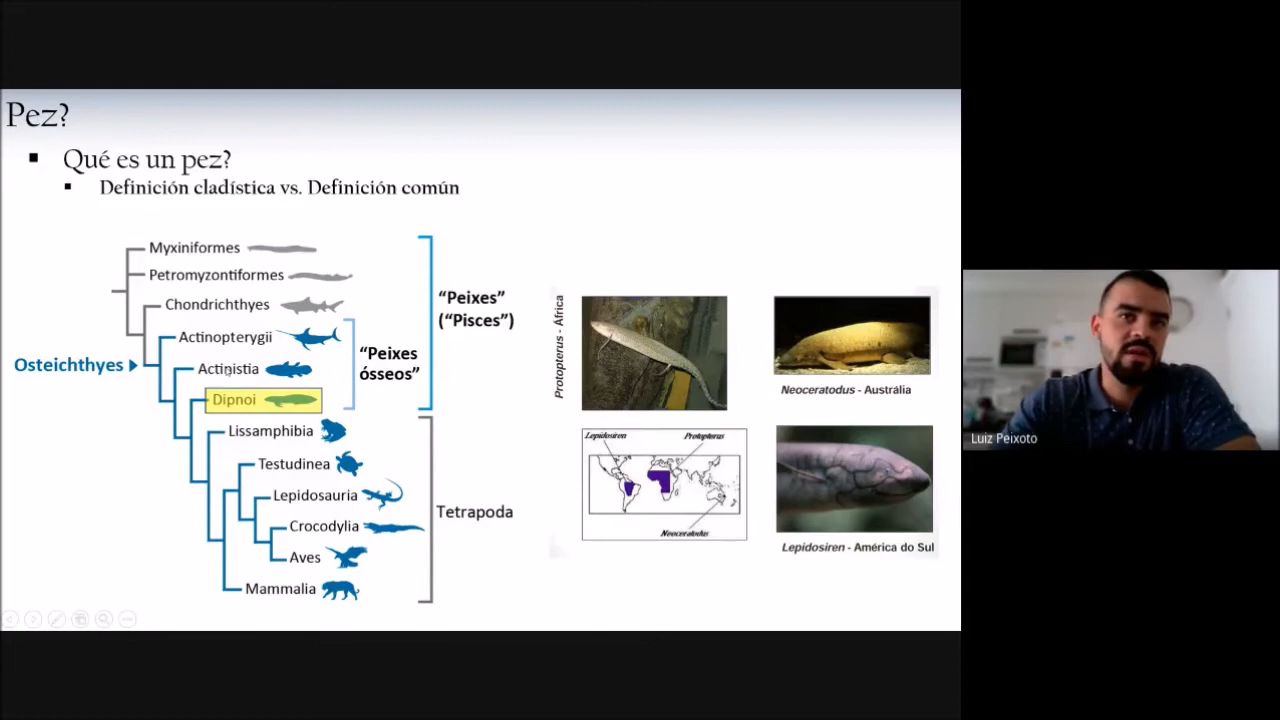 Pez?
Qué es un pez?
Definición cladística vs. Definición común
Myxiniformes
Petromyzontiformes
Chondrichthyes
Actinopterygii
Osteichthyes
Actinistia
Dipnoi
Lissamphibia
Testudinea
Lepidosauria
Crocodylia
Aves
Mammalia
"Peixes
ósseos"
"Peixes"
("Pisces")
Tetrapoda
Protopterus - África
Neoceratodus - Austrália
Lepidosiren
Protopterus
Neoceratodus
Lepidosiren - América do Sul
Luiz Peixoto